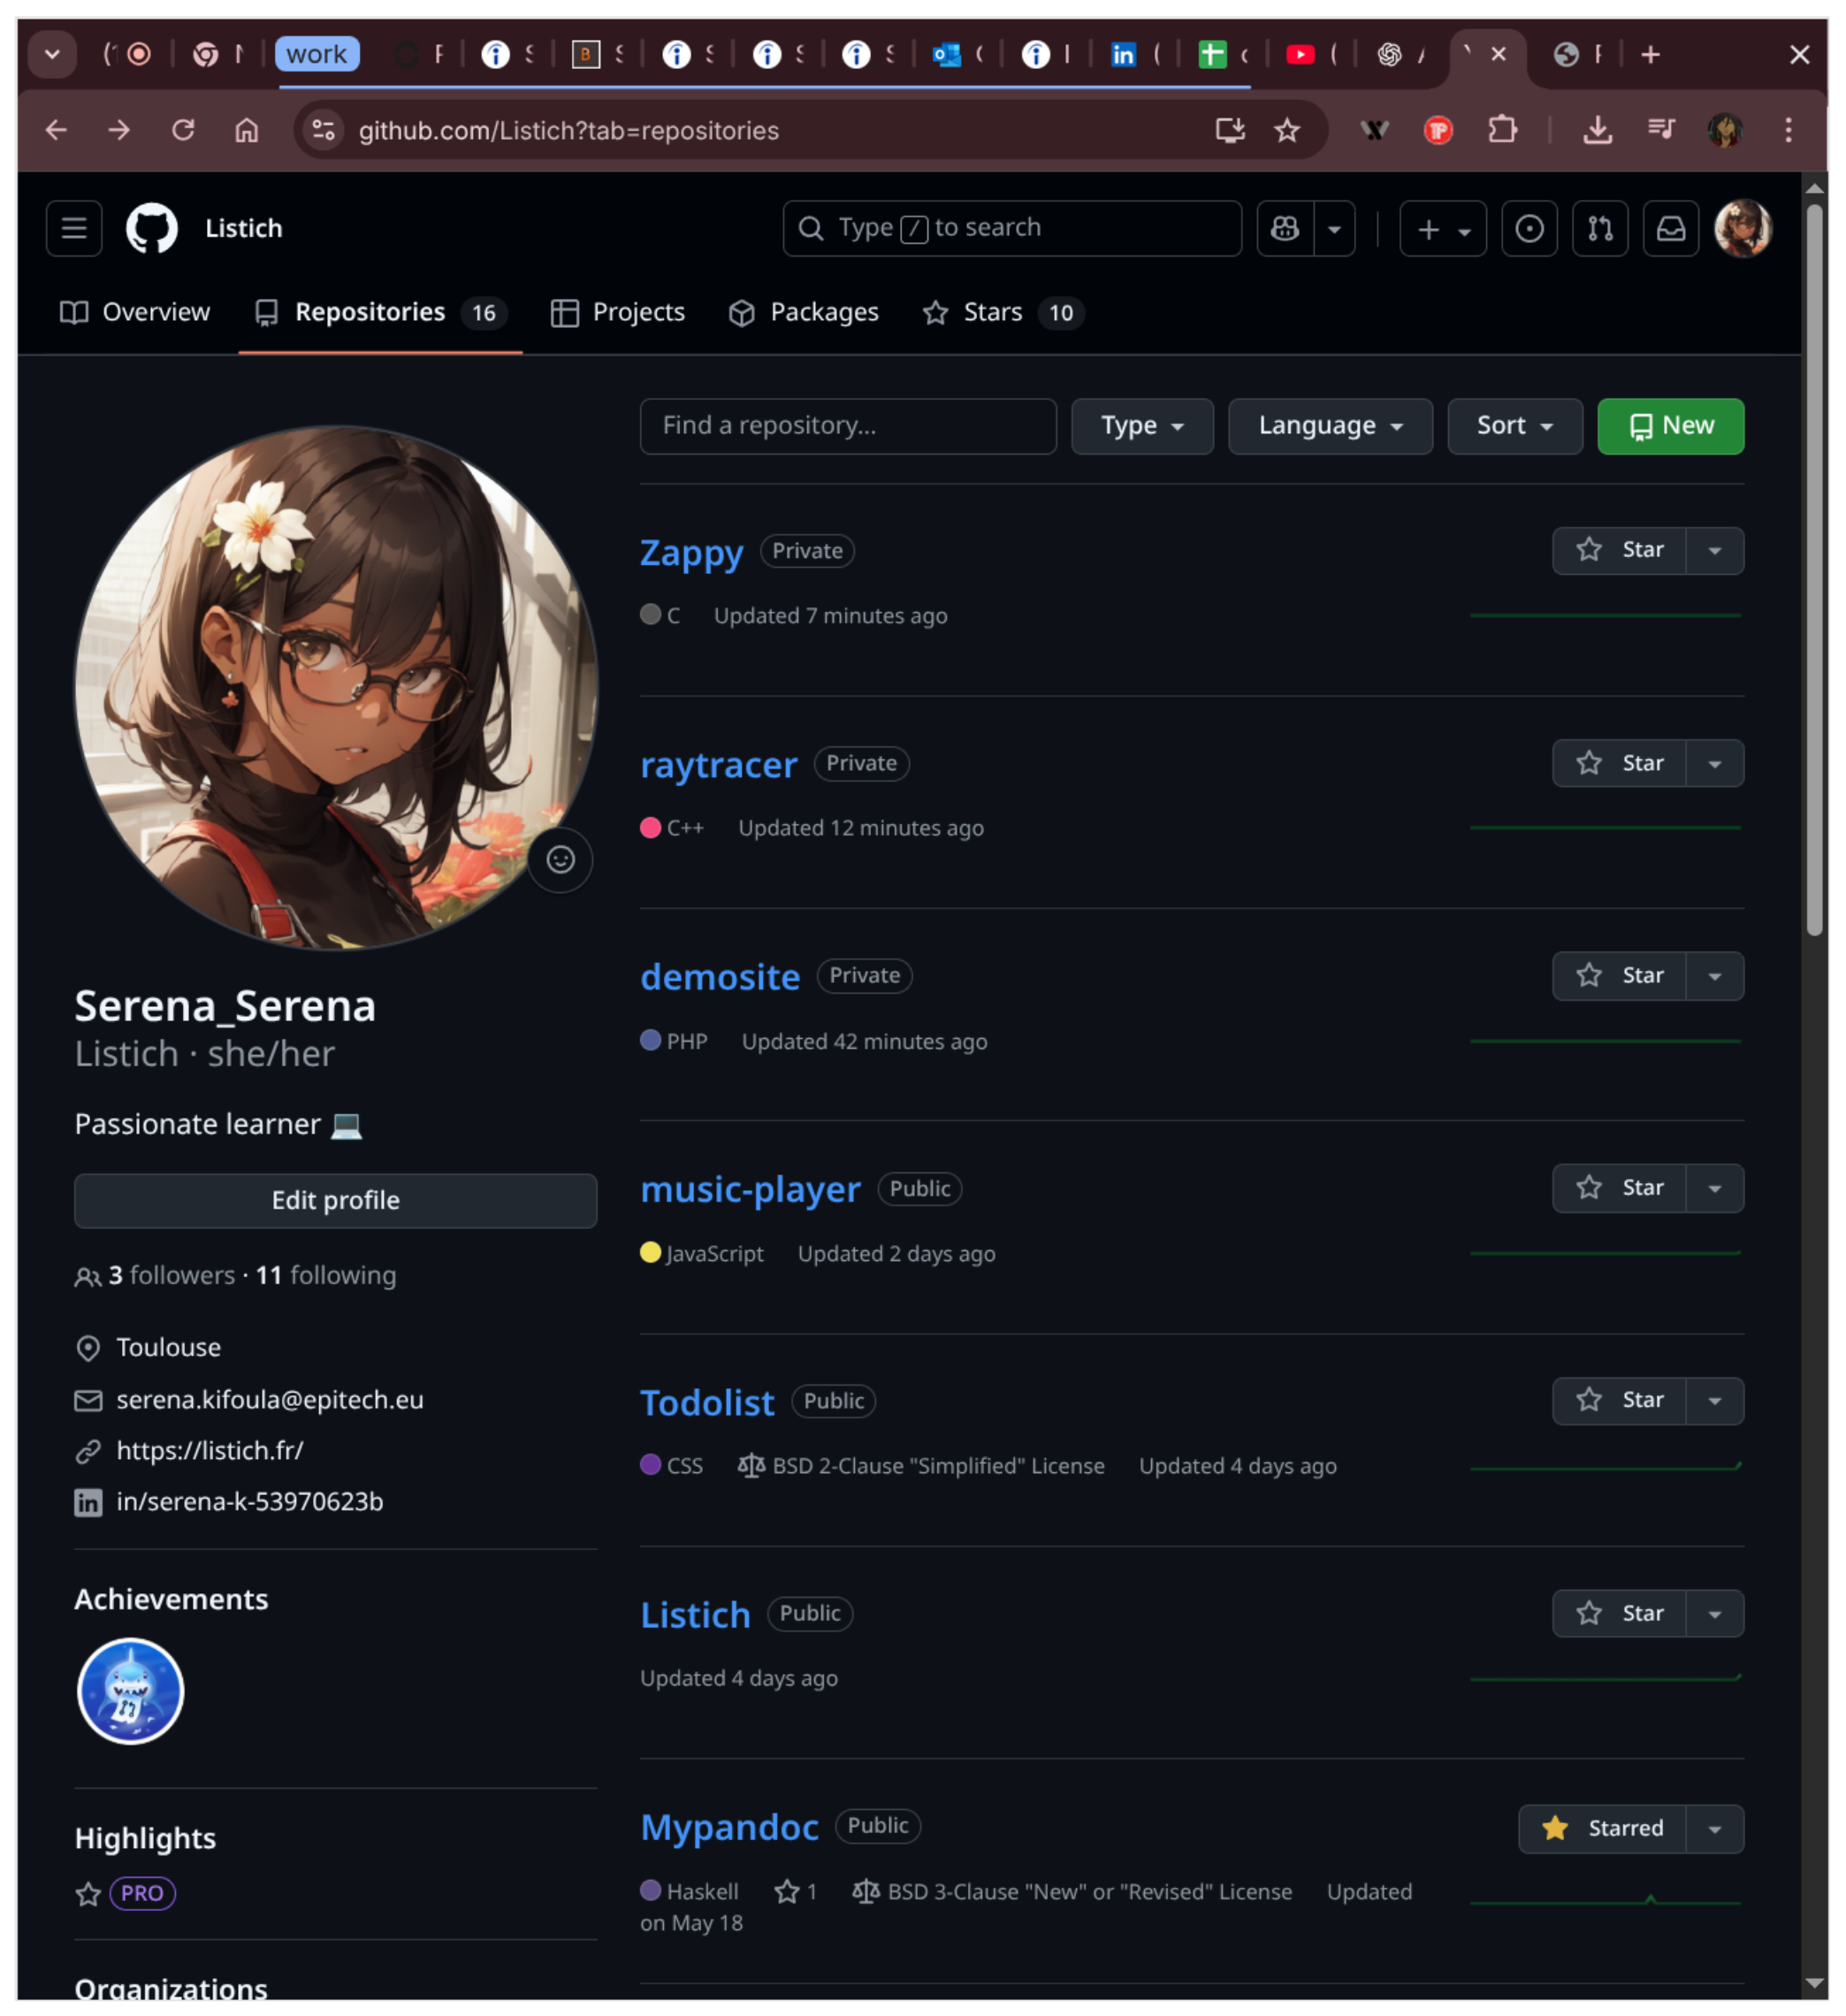 work
github.com/Listich?tab=repositories
Listich
Type / to search
Overview
Repositories 16
Projects
Packages
Stars 10
Find a repository...
Type
Language
Sort
New
Zappy Private
Star
C Updated 7 minutes ago
raytracer Private
Star
C++ Updated 12 minutes ago
demosite Private
Star
PHP Updated 42 minutes ago
music-player Public
Star
JavaScript Updated 2 days ago
Todolist Public
Star
CSS BSD 2-Clause "Simplified" License Updated 4 days ago
Listich Public
Star
Updated 4 days ago
Mypandoc Public
Starred
Haskell 1 BSD 3-Clause "New" or "Revised" License Updated
on May 18
Serena_Serena
Listich · she/her
Passionate learner 💻
Edit profile
3 followers · 11 following
Toulouse
serena.kifoula@epitech.eu
https://listich.fr/
in/serena-k-53970623b
Achievements
Highlights
PRO
Organizations